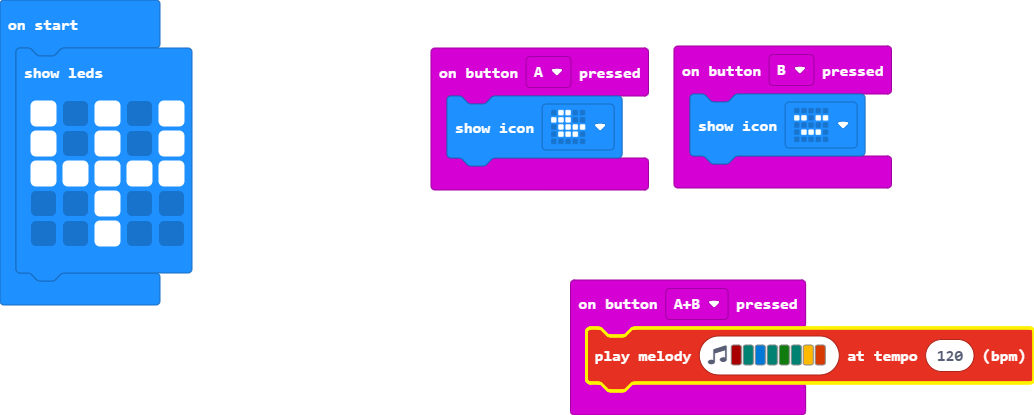 on start
show leds
on button A pressed
show icon
on button B pressed
show icon
on button A+B pressed
play melody at tempo 120 (bpm)